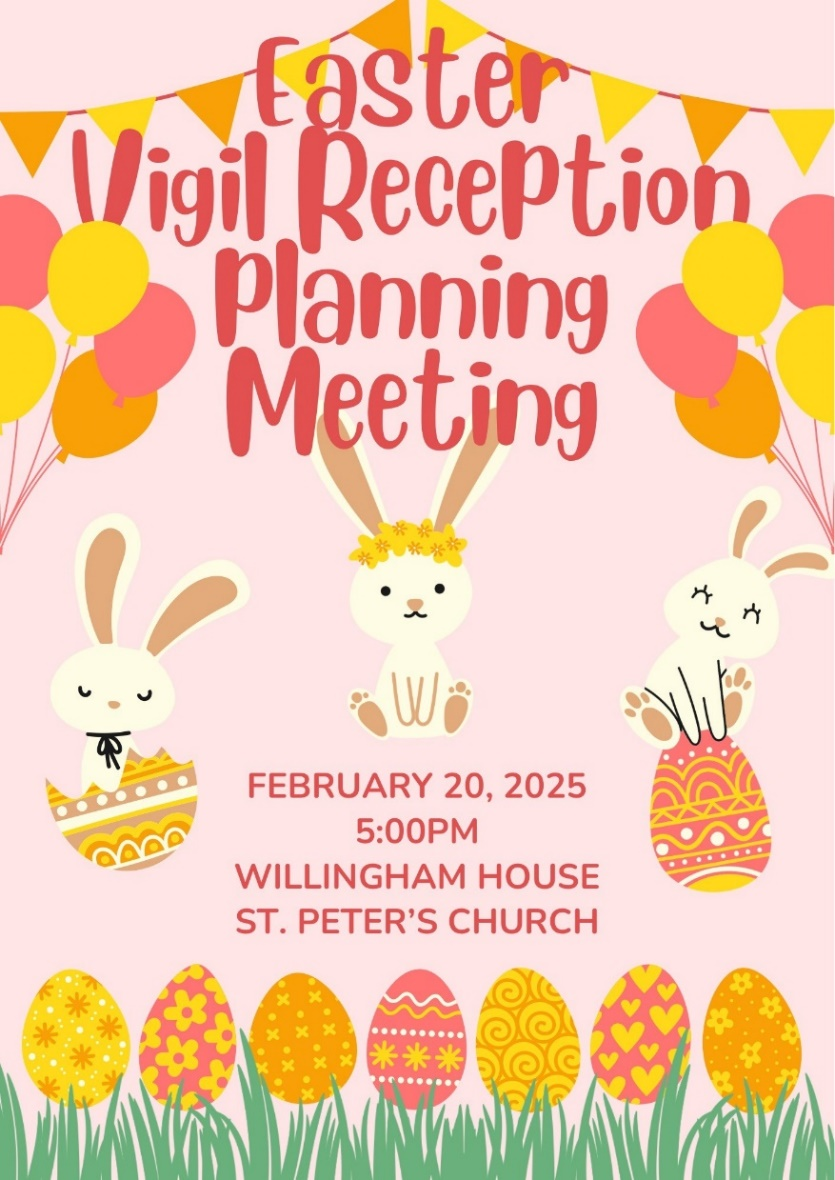 Easter
Vigil Reception
Planning
Meeting
FEBRUARY 20, 2025
5:00PM
WILLINGHAM HOUSE
ST. PETER’S CHURCH